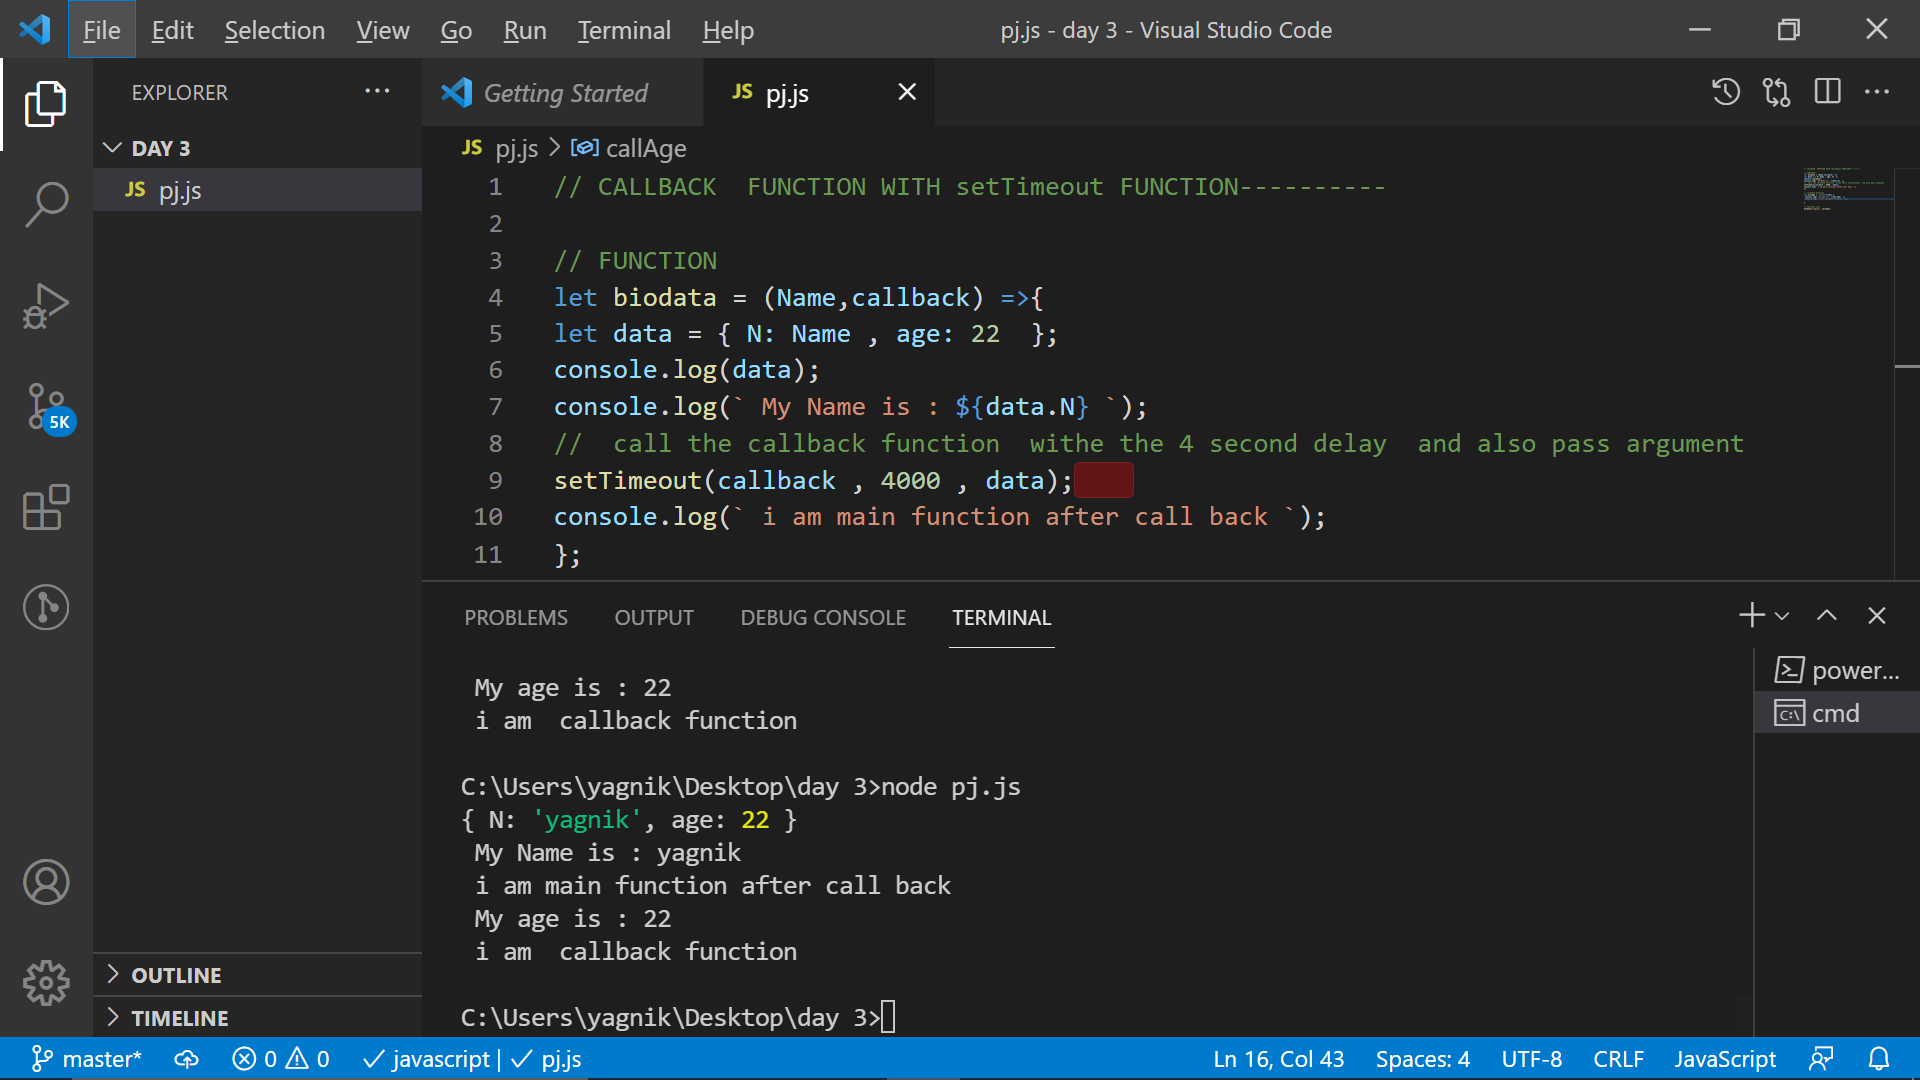 File Edit Selection View Go Run Terminal Help pj.js - day 3 - Visual Studio Code
EXPLORER
Getting Started
JS pj.js
DAY 3
JS pj.js
JS pj.js > callAge
1 // CALLBACK  FUNCTION WITH setTimeout FUNCTION----------
2
3 // FUNCTION
4 let biodata = (Name,callback) =>{
5 let data = { N: Name , age: 22  };
6 console.log(data);
7 console.log(` My Name is : ${data.N} `);
8 //  call the callback function  withe the 4 second delay  and also pass argument
9 setTimeout(callback , 4000 , data);
10 console.log(` i am main function after call back `);
11 };
5K
PROBLEMS OUTPUT DEBUG CONSOLE TERMINAL
power...
cmd
My age is : 22
i am  callback function
C:\Users\yagnik\Desktop\day 3>node pj.js
{ N: 'yagnik', age: 22 }
My Name is : yagnik
i am main function after call back
My age is : 22
i am  callback function
C:\Users\yagnik\Desktop\day 3>
OUTLINE
TIMELINE
master* 0 0 javascript | pj.js Ln 16, Col 43 Spaces: 4 UTF-8 CRLF JavaScript